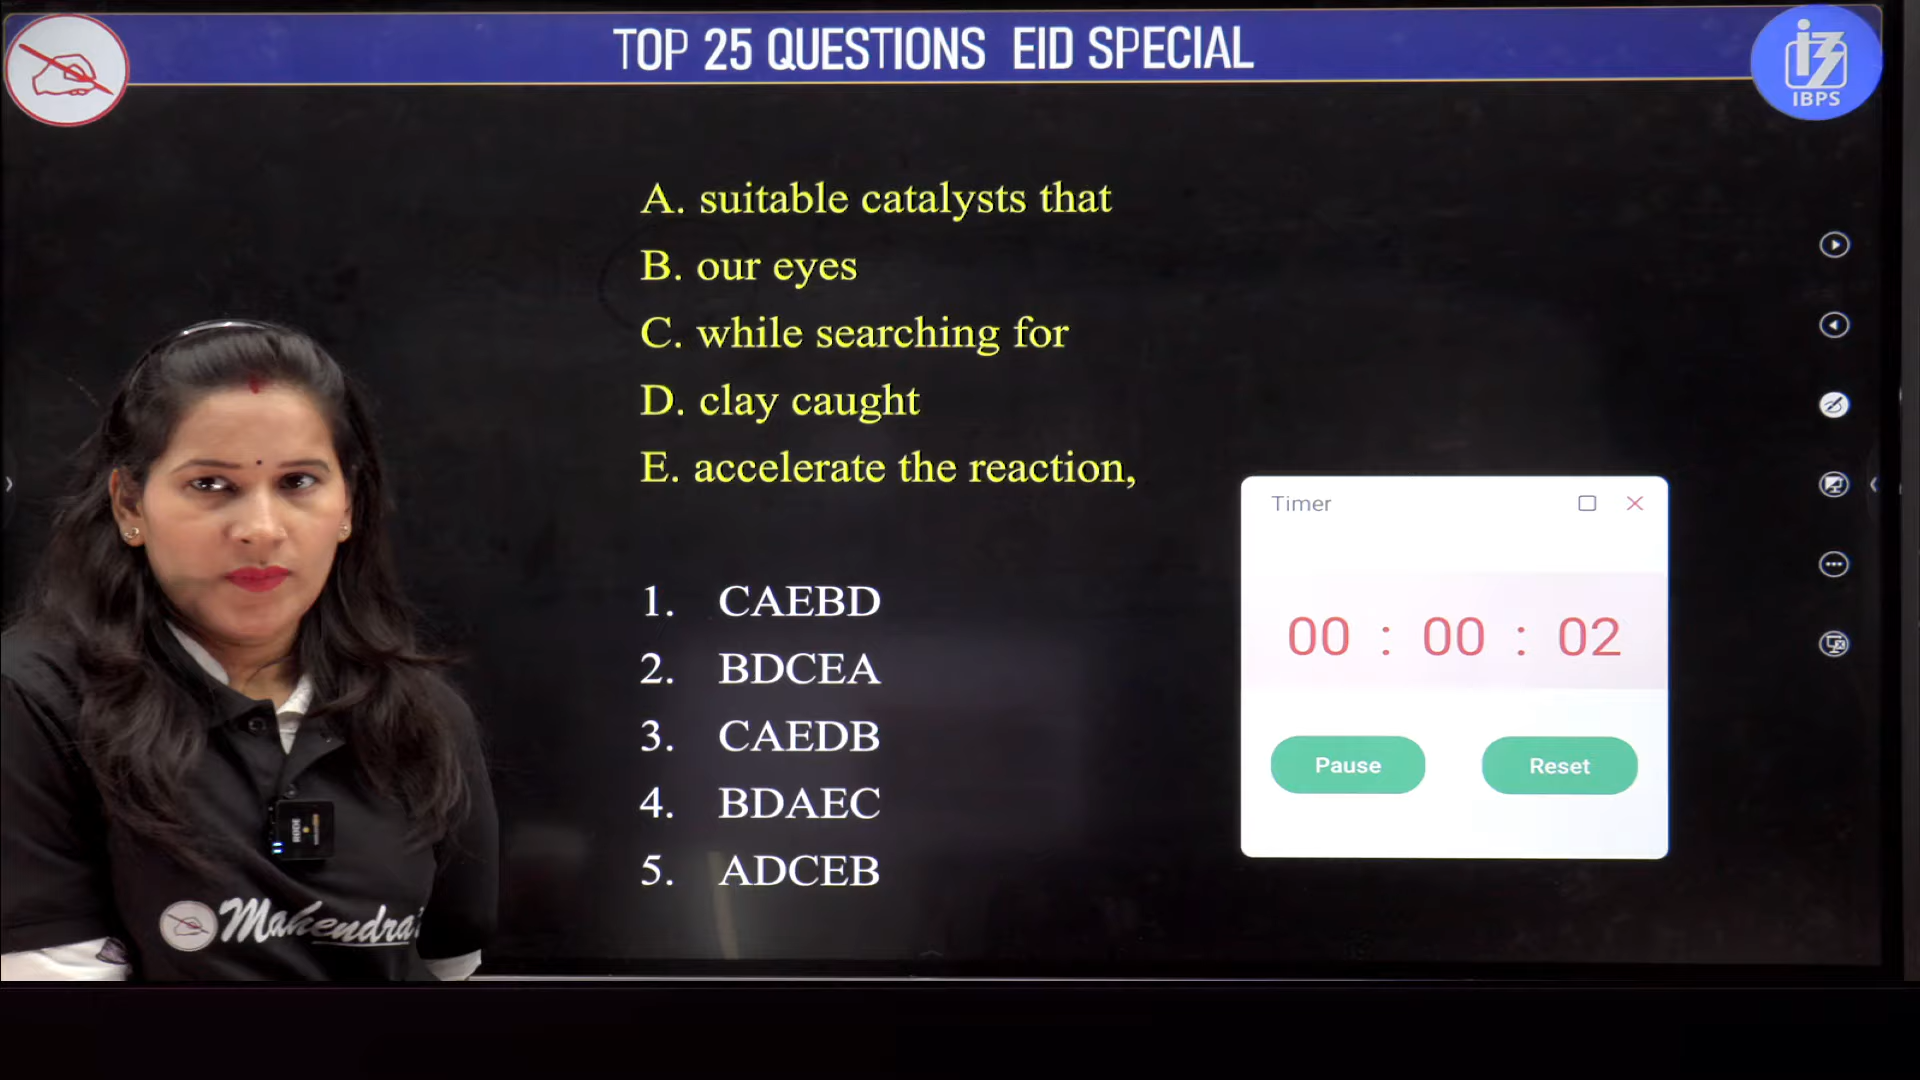 TOP 25 QUESTIONS EID SPECIAL
IBPS
A. suitable catalysts that
B. our eyes
C. while searching for
D. clay caught
E. accelerate the reaction,
Timer
00 : 00 : 02
Pause
Reset
1. CAEBD
2. BDCEA
3. CAEDB
4. BDAEC
5. ADCEB
RODE
Mahendra's